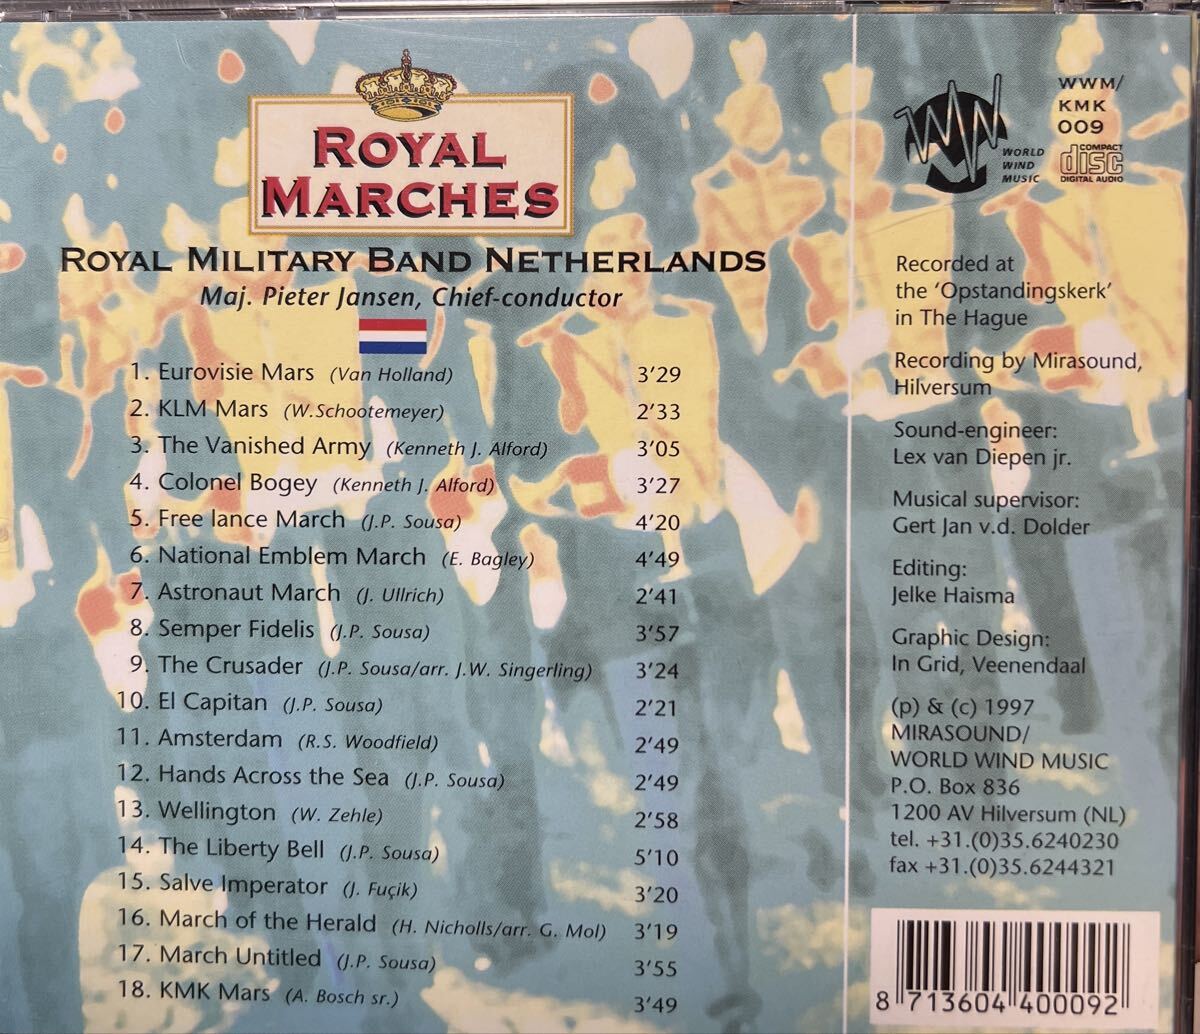 ROYAL
MARCHES
ROYAL MILITARY BAND NETHERLANDS
Maj. Pieter Jansen, Chief-conductor
1. Eurovisie Mars (Van Holland) 3'29
2. KLM Mars (W.Schootemeyer) 2'33
3. The Vanished Army (Kenneth J. Alford) 3'05
4. Colonel Bogey (Kenneth J. Alford) 3'27
5. Free lance March (J.P. Sousa) 4'20
6. National Emblem March (E. Bagley) 4'49
7. Astronaut March (J. Ullrich) 2'41
8. Semper Fidelis (J.P. Sousa) 3'57
9. The Crusader (J.P. Sousa/arr. J.W. Singerling) 3'24
10. El Capitan (J.P. Sousa) 2'21
11. Amsterdam (R.S. Woodfield) 2'49
12. Hands Across the Sea (J.P. Sousa) 2'49
13. Wellington (W. Zehle) 2'58
14. The Liberty Bell (J.P. Sousa) 5'10
15. Salve Imperator (J. Fuçik) 3'20
16. March of the Herald (H. Nicholls/arr. G. Mol) 3'19
17. March Untitled (J.P. Sousa) 3'55
18. KMK Mars (A. Bosch sr.) 3'49
WWM
WORLD
WIND
MUSIC
WWM/
KMK
009
COMPACT
disc
DIGITAL AUDIO
Recorded at
the 'Opstandingskerk'
in The Hague
Recording by Mirasound,
Hilversum
Sound-engineer:
Lex van Diepen jr.
Musical supervisor:
Gert Jan v.d. Dolder
Editing:
Jelke Haisma
Graphic Design:
In Grid, Veenendaal
(p) & (c) 1997
MIRASOUND/
WORLD WIND MUSIC
P.O. Box 836
1200 AV Hilversum (NL)
tel. +31.(0)35.6240230
fax +31.(0)35.6244321
8 713604 400092